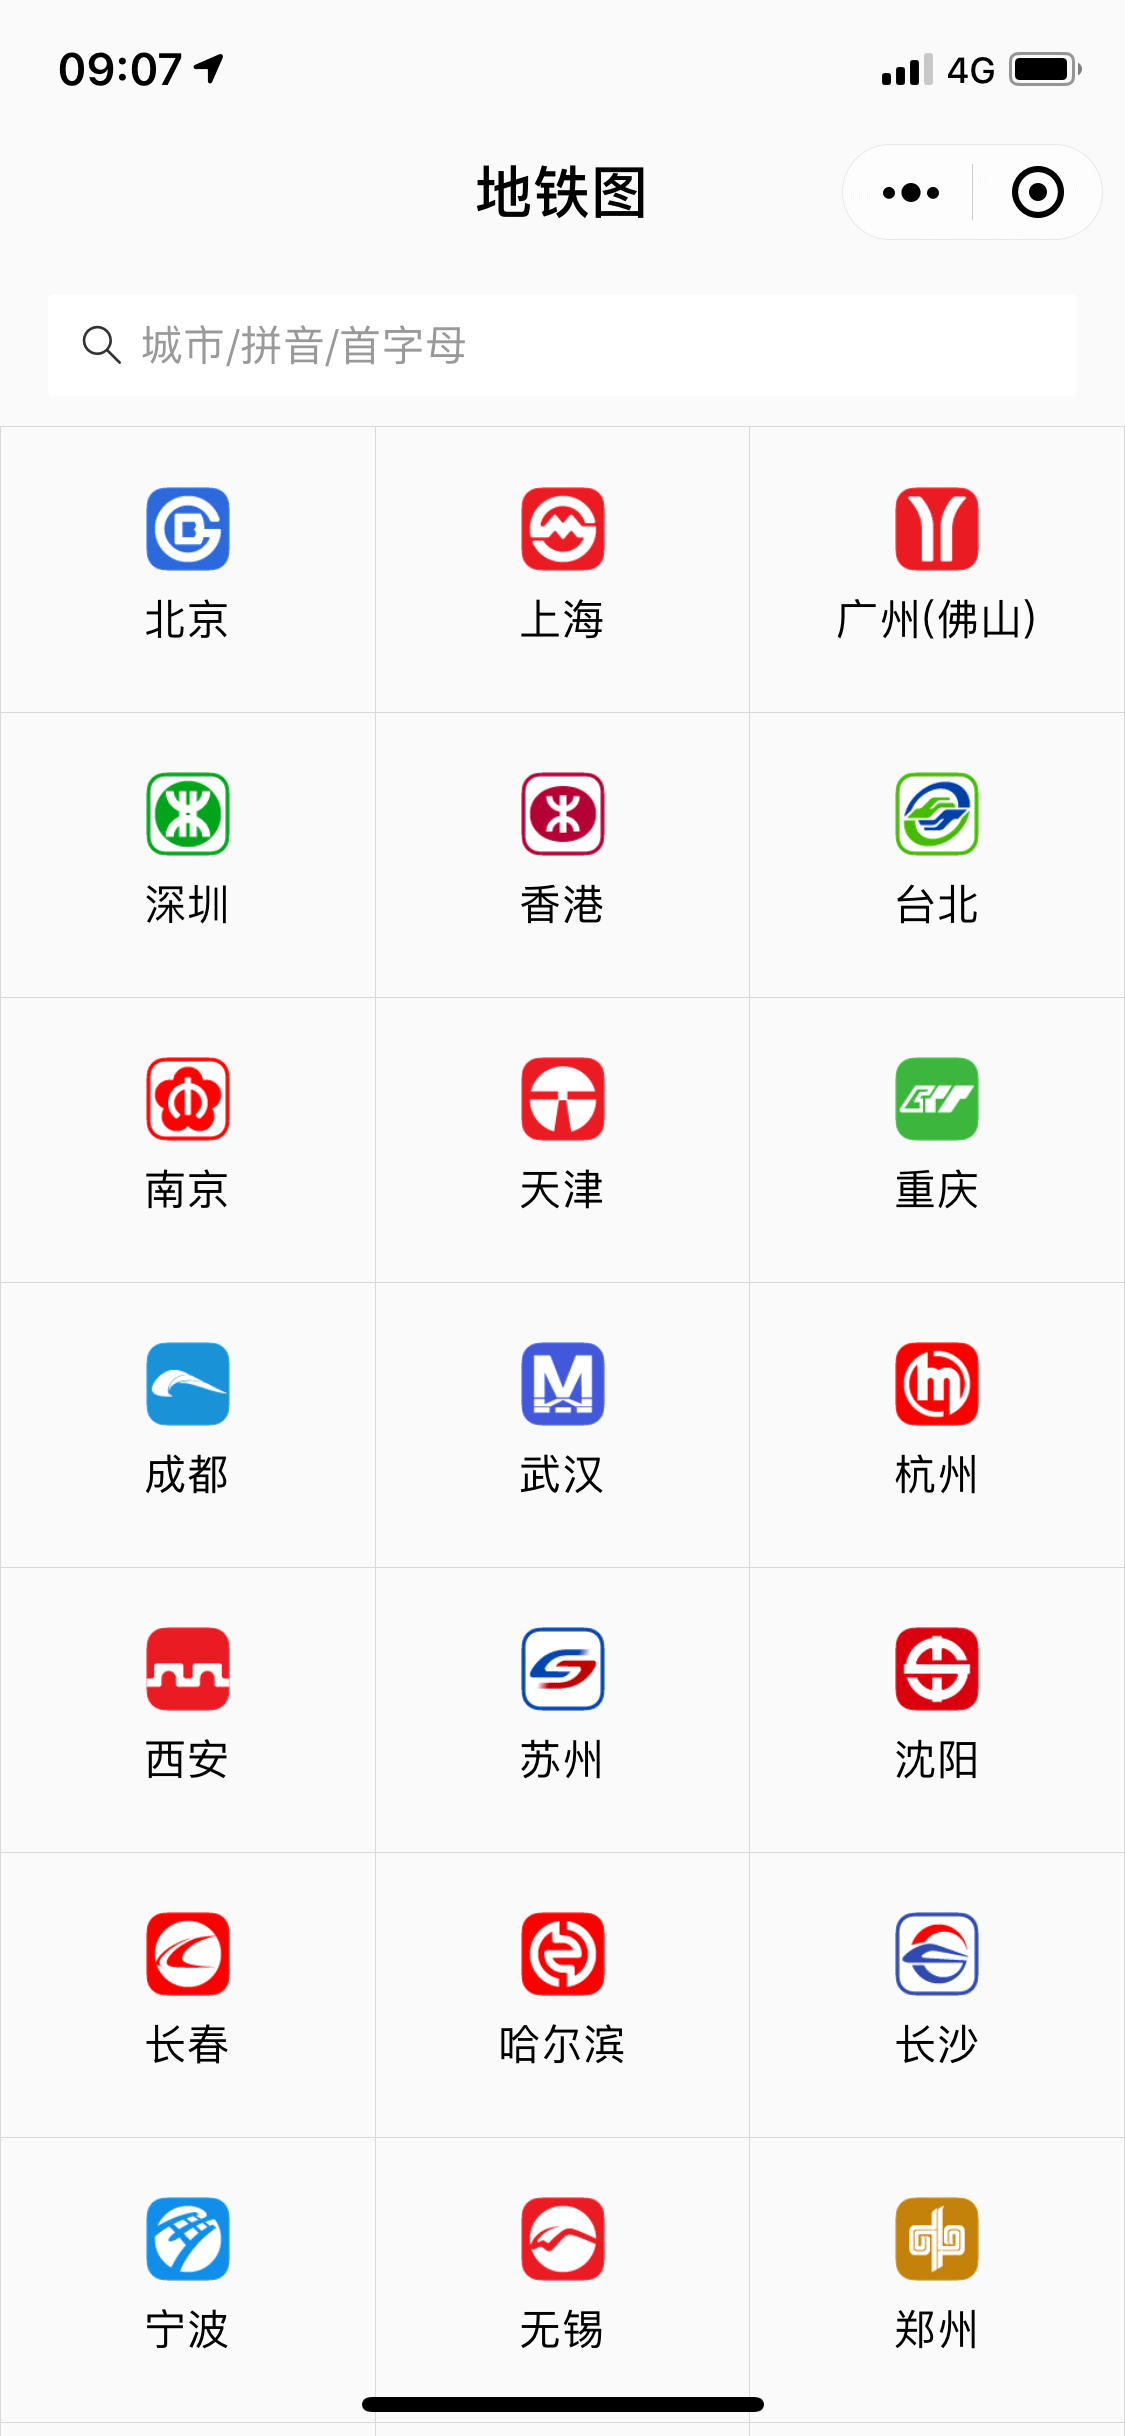 09:07
4G
地铁图
城市/拼音/首字母
北京
上海
广州(佛山)
深圳
香港
台北
南京
天津
重庆
成都
武汉
杭州
西安
苏州
沈阳
长春
哈尔滨
长沙
宁波
无锡
郑州